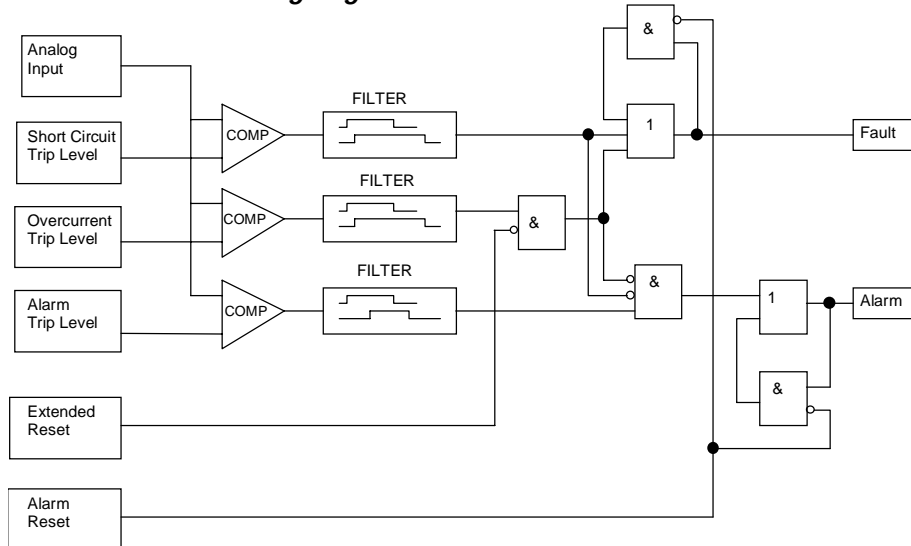 Analog
Input
Short Circuit
Trip Level
Overcurrent
Trip Level
Alarm
Trip Level
Extended
Reset
Alarm
Reset
COMP
COMP
COMP
FILTER
FILTER
FILTER
&
&
1
&
1
&
Fault
Alarm